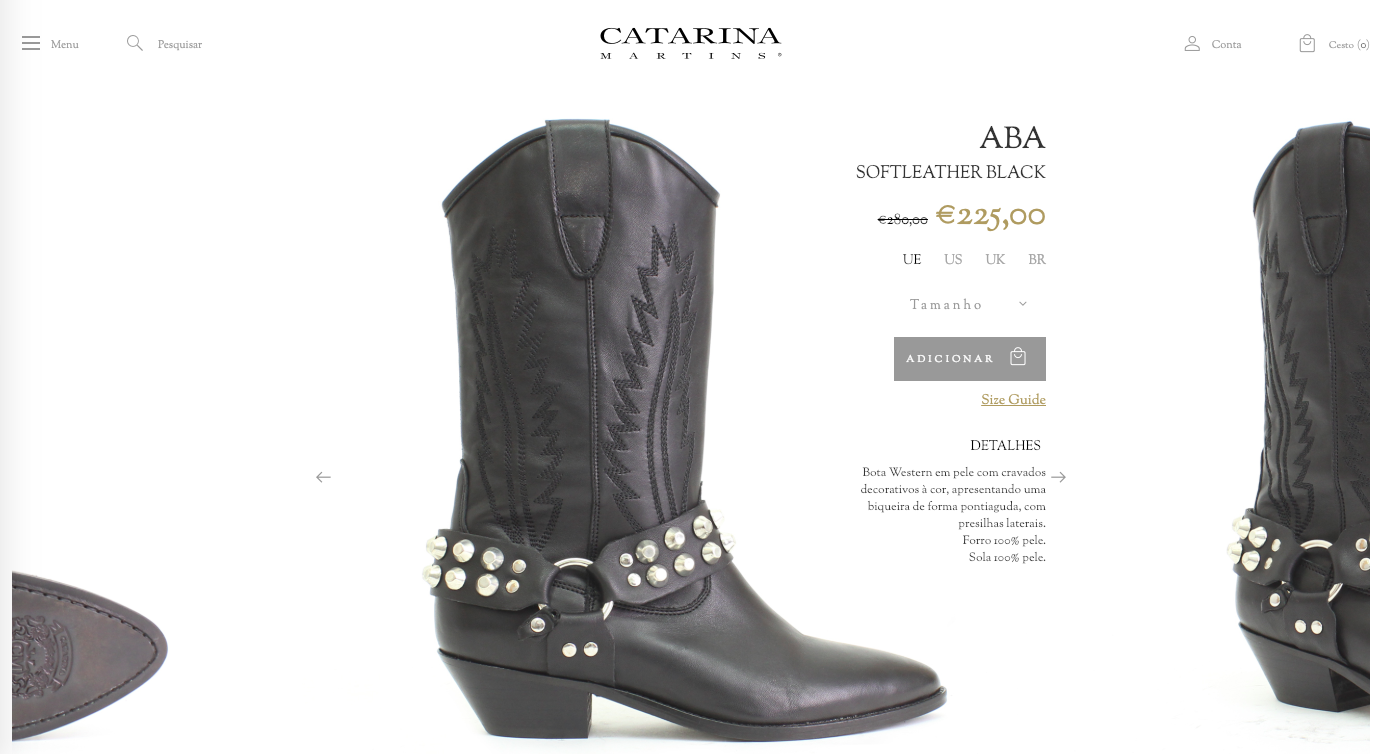 Menu
Pesquisar
CATARINA
MARTINS®
Conta
Cesto (0)
ABA
SOFTLEATHER BLACK
€280,00 €225,00
UE US UK BR
Tamanho
ADICIONAR
Size Guide
DETALHES
Bota Western em pele com cravados
decorativos à cor, apresentando uma
biqueira de forma pontiaguda, com
presilhas laterais.
Forro 100% pele.
Sola 100% pele.